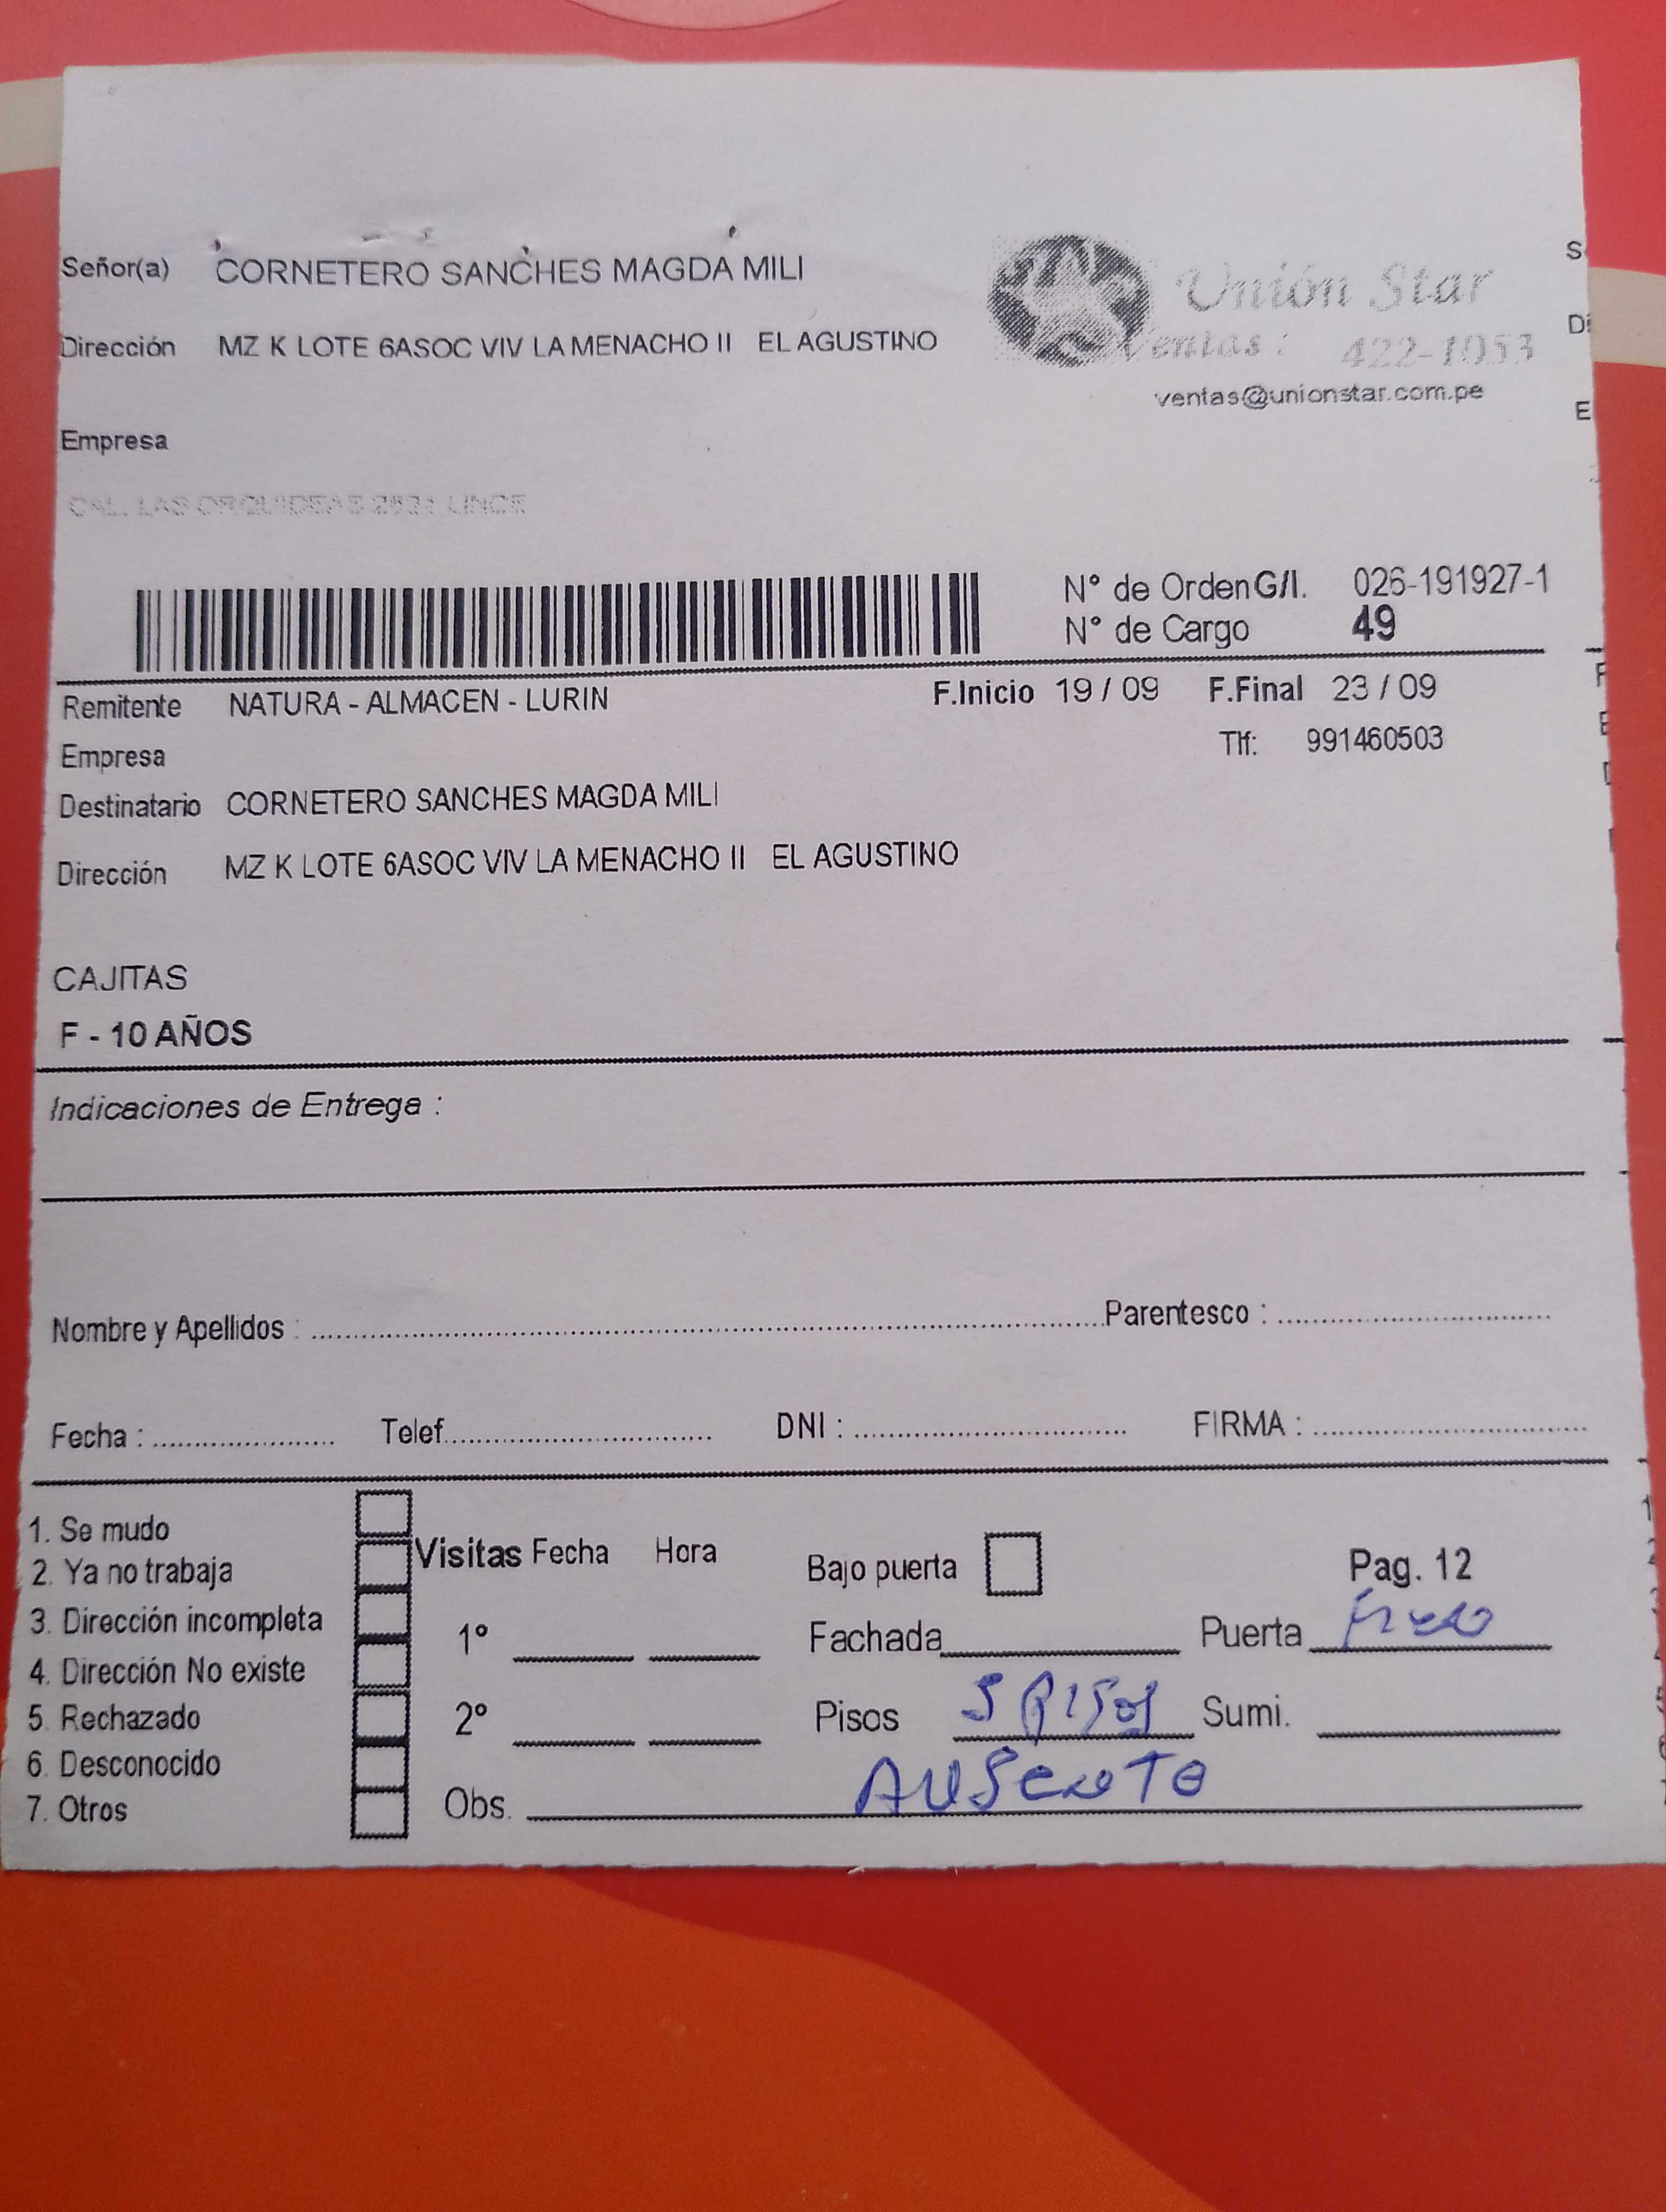 Señor(a) CORNETERO SANCHES MAGDA MILI
Unión Star
Dirección MZ K LOTE 6ASOC VIV LA MENACHO II EL AGUSTINO
Ventas : 422-1053
ventas@unionstar.com.pe
Empresa
CAL. LAS ORQUIDEAS LINCE
N° de Orden G/I. 026-191927-1
N° de Cargo 49
Remitente NATURA - ALMACEN - LURIN F.Inicio 19 / 09 F.Final 23 / 09
Empresa Tlf: 991460503
Destinatario CORNETERO SANCHES MAGDA MILI
Dirección MZ K LOTE 6ASOC VIV LA MENACHO II EL AGUSTINO
CAJITAS
F - 10 AÑOS
Indicaciones de Entrega :
Nombre y Apellidos : Parentesco :
Fecha : Telef. DNI : FIRMA :
1. Se mudo
2. Ya no trabaja
3. Dirección incompleta
4. Dirección No existe
5. Rechazado
6. Desconocido
7. Otros
Visitas Fecha Hora
1°
2°
Bajo puerta Pag. 12
Fachada Puerta
Pisos PISOS Sumi.
Obs. AUSENTE